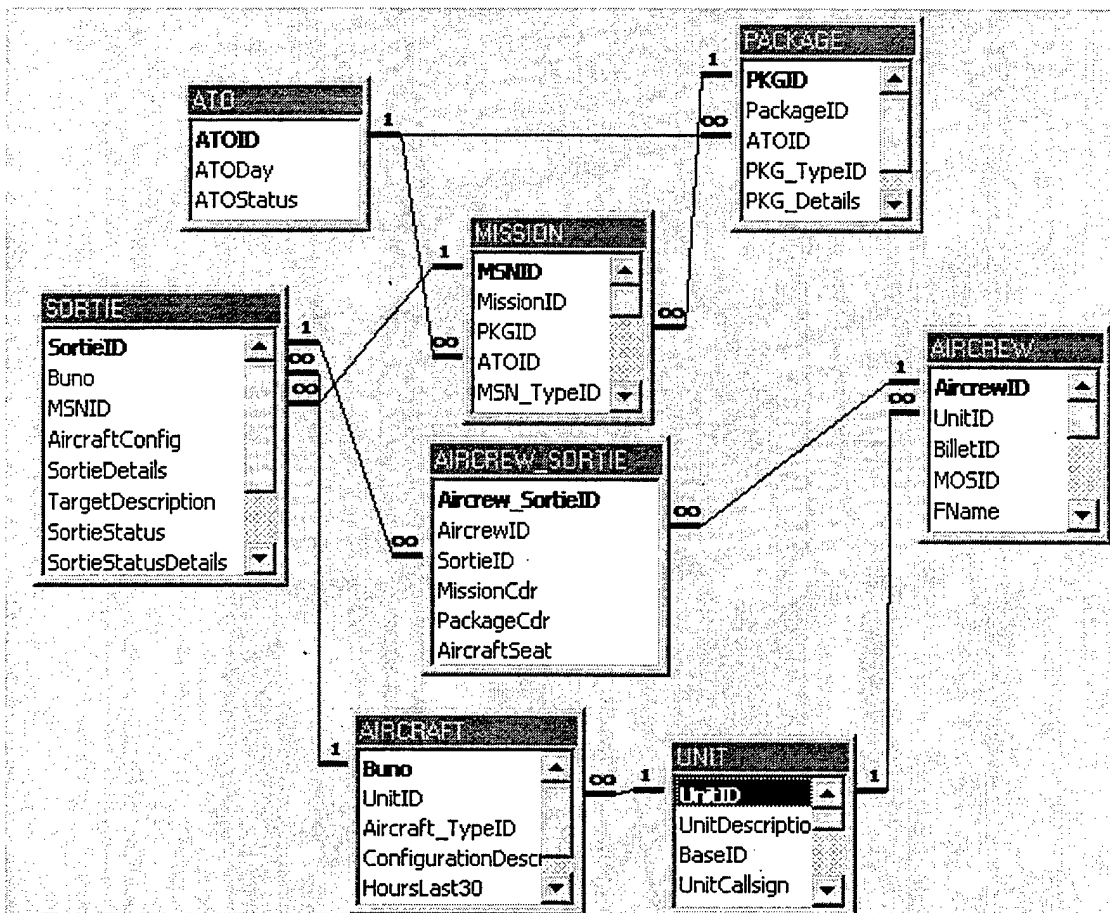 ATO
ATOID
ATODay
ATOStatus
1
∞
∞
PACKAGE
PKGID
PackageID
ATOID
PKG_TypeID
PKG_Details
1
∞
MISSION
MSNID
MissionID
PKGID
ATOID
MSN_TypeID
1
∞
SORTIE
SortieID
Buno
MSNID
AircraftConfig
SortieDetails
TargetDescription
SortieStatus
SortieStatusDetails
1
∞
∞
AIRCREW_SORTIE
Aircrew_SortieID
AircrewID
SortieID
MissionCdr
PackageCdr
AircraftSeat
∞
1
∞
AIRCREW
AircrewID
UnitID
BilletID
MOSID
FName
AIRCRAFT
Buno
UnitID
Aircraft_TypeID
ConfigurationDescr
HoursLast30
1
∞
1
UNIT
UnitID
UnitDescriptio
BaseID
UnitCallsign
1